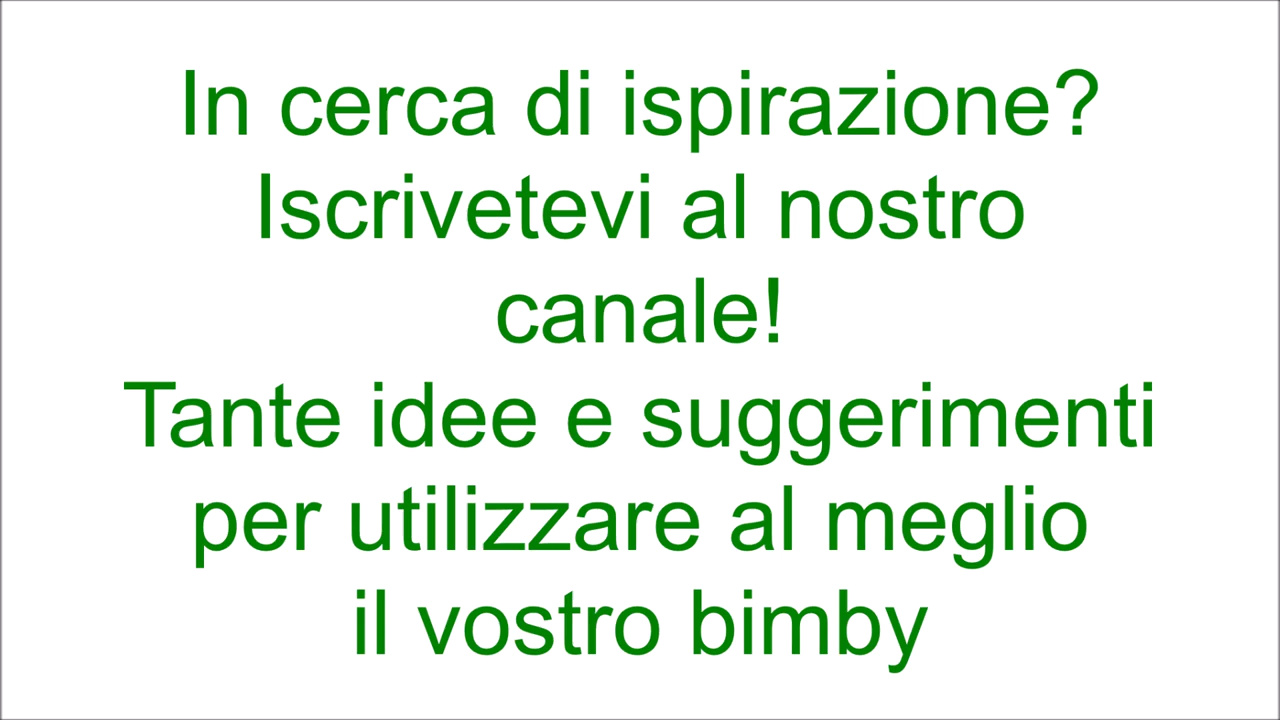 In cerca di ispirazione?
Iscrivetevi al nostro
canale!
Tante idee e suggerimenti
per utilizzare al meglio
il vostro bimby